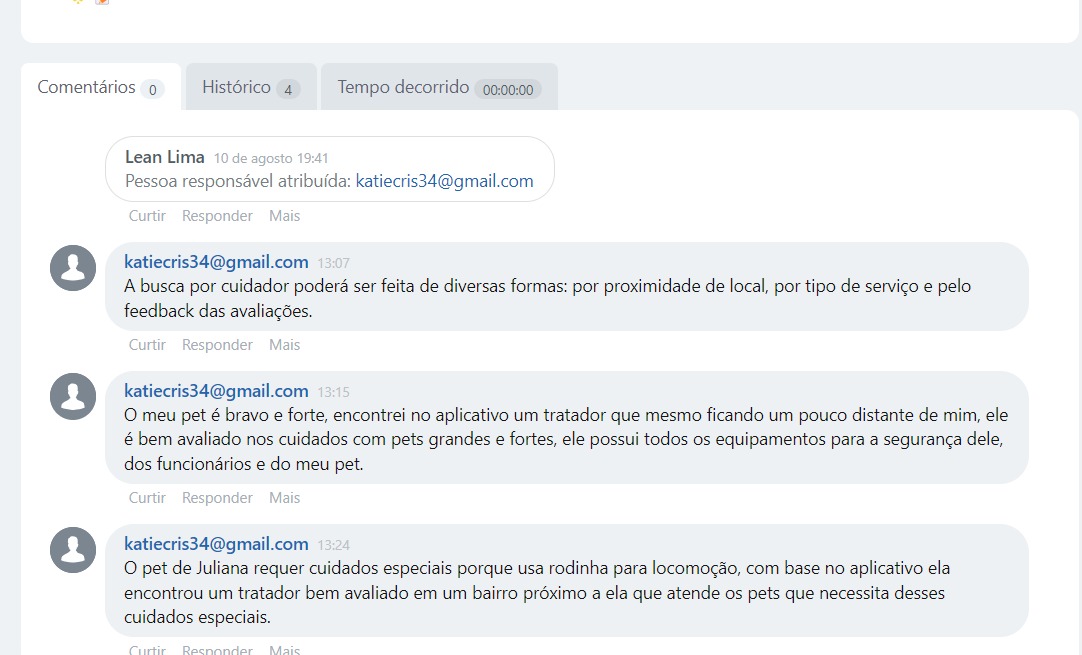 Comentários 0 Histórico 4 Tempo decorrido 00:00:00
Lean Lima 10 de agosto 19:41
Pessoa responsável atribuída: katiecris34@gmail.com
Curtir Responder Mais
katiecris34@gmail.com 13:07
A busca por cuidador poderá ser feita de diversas formas: por proximidade de local, por tipo de serviço e pelo
feedback das avaliações.
Curtir Responder Mais
katiecris34@gmail.com 13:15
O meu pet é bravo e forte, encontrei no aplicativo um tratador que mesmo ficando um pouco distante de mim, ele
é bem avaliado nos cuidados com pets grandes e fortes, ele possui todos os equipamentos para a segurança dele,
dos funcionários e do meu pet.
Curtir Responder Mais
katiecris34@gmail.com 13:24
O pet de Juliana requer cuidados especiais porque usa rodinha para locomoção, com base no aplicativo ela
encontrou um tratador bem avaliado em um bairro próximo a ela que atende os pets que necessita desses
cuidados especiais.
Curtir Responder Mais